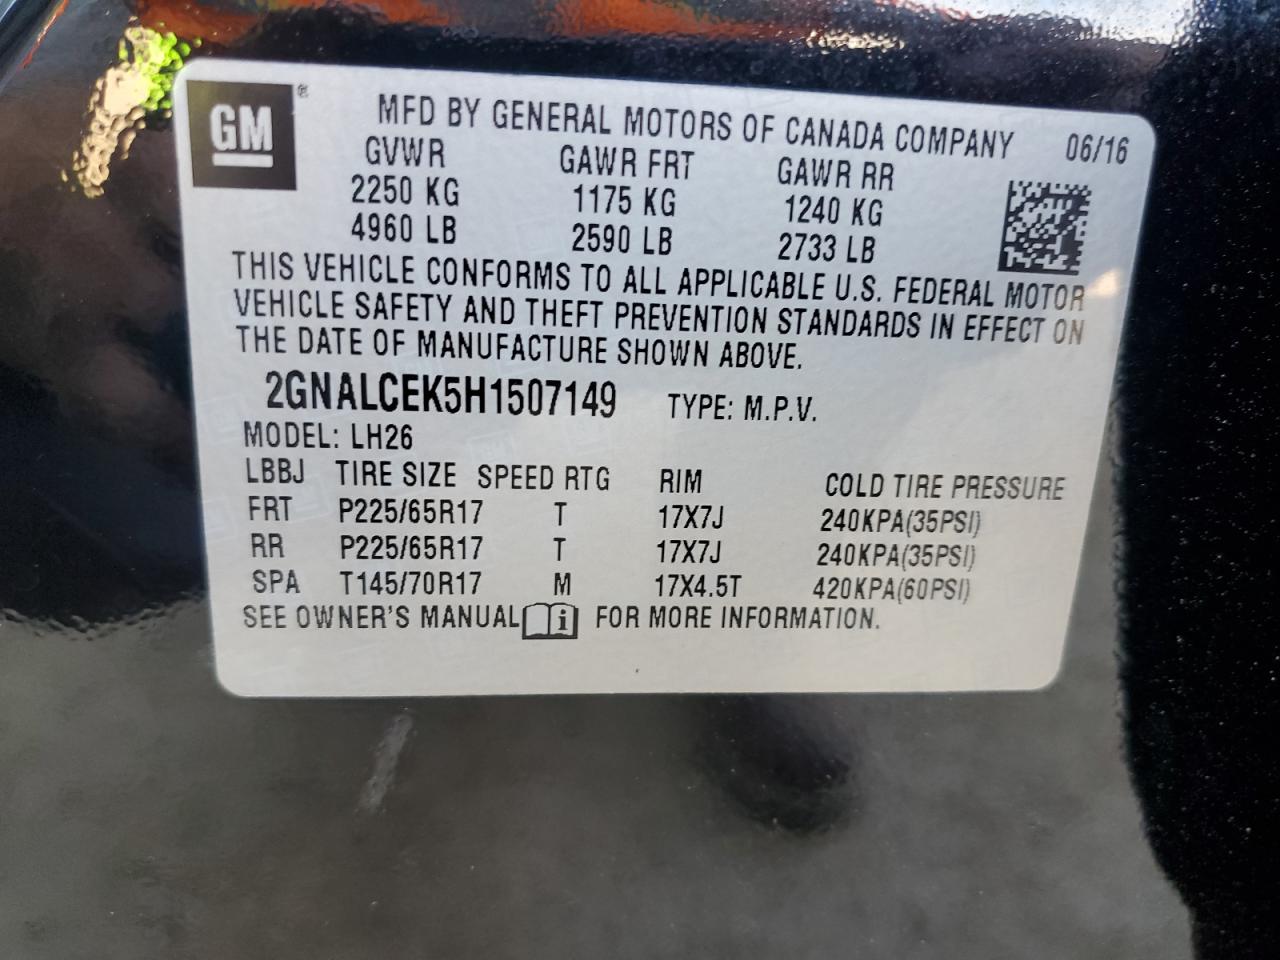 GM ® MFD BY GENERAL MOTORS OF CANADA COMPANY 06/16
GVWR GAWR FRT GAWR RR
2250 KG 1175 KG 1240 KG
4960 LB 2590 LB 2733 LB
THIS VEHICLE CONFORMS TO ALL APPLICABLE U.S. FEDERAL MOTOR
VEHICLE SAFETY AND THEFT PREVENTION STANDARDS IN EFFECT ON
THE DATE OF MANUFACTURE SHOWN ABOVE.
2GNALCEK5H1507149 TYPE: M.P.V.
MODEL: LH26
LBBJ TIRE SIZE SPEED RTG RIM COLD TIRE PRESSURE
FRT P225/65R17 T 17X7J 240KPA(35PSI)
RR P225/65R17 T 17X7J 240KPA(35PSI)
SPA T145/70R17 M 17X4.5T 420KPA(60PSI)
SEE OWNER'S MANUAL i FOR MORE INFORMATION.